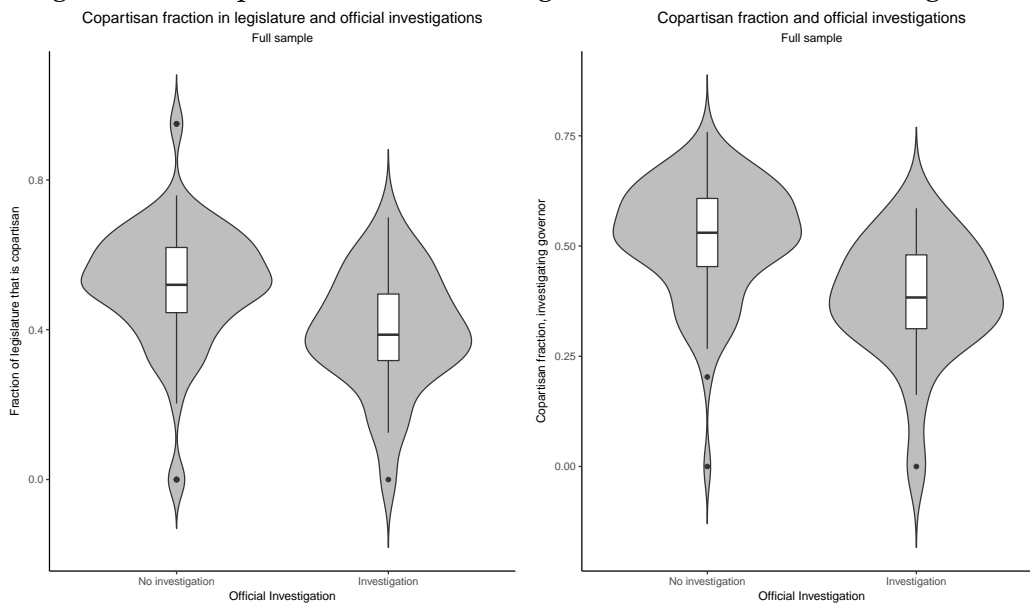 Copartisan fraction in legislature and official investigations
Full sample
Fraction of legislature that is copartisan
0.8
0.4
0.0
No investigation
Investigation
Official Investigation
Copartisan fraction and official investigations
Full sample
Copartisan fraction, investigating governor
0.75
0.50
0.25
0.00
No investigation
Investigation
Official Investigation